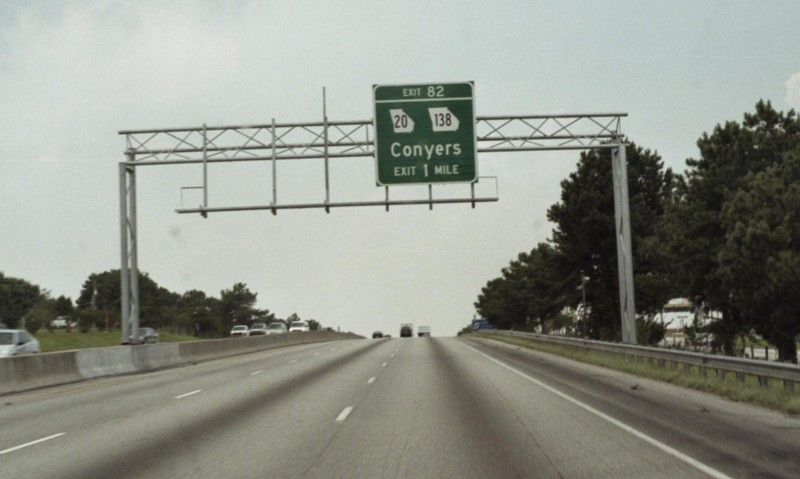 EXIT 82
20 138
Conyers
EXIT 1 MILE